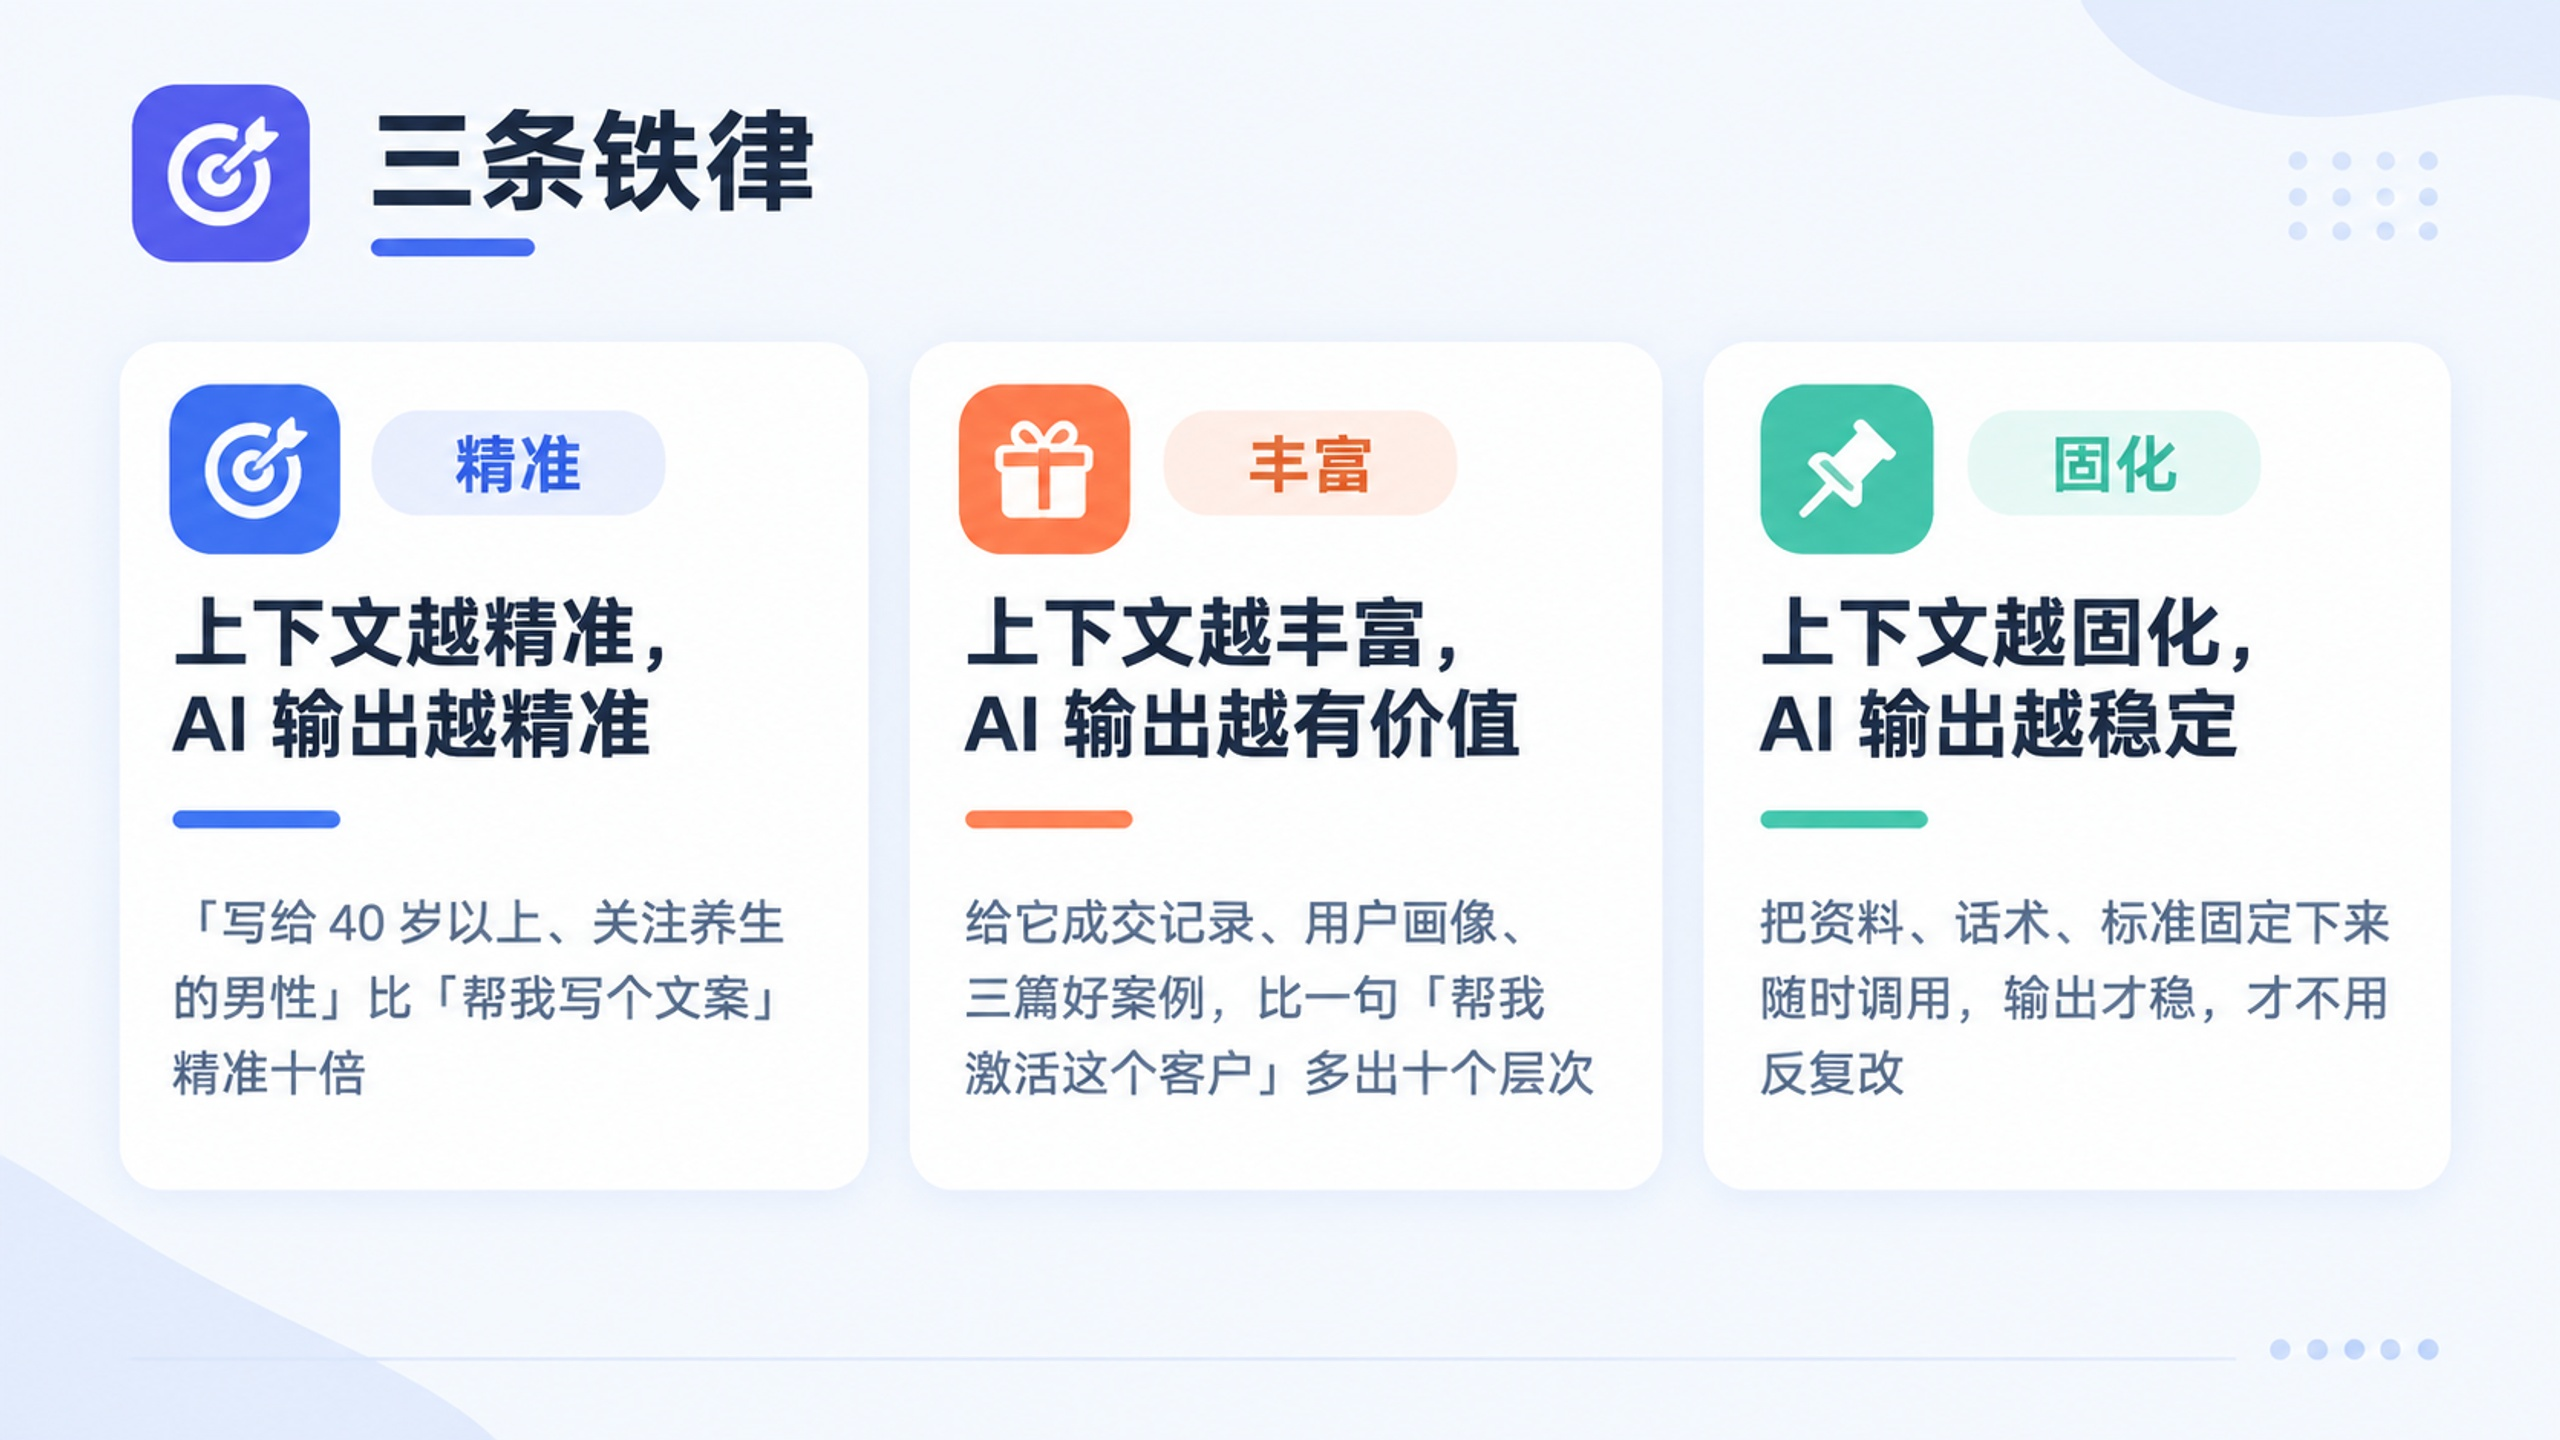 三条铁律
精准
上下文越精准，
AI 输出越精准
「写给 40 岁以上、关注养生
的男性」比「帮我写个文案」
精准十倍
丰富
上下文越丰富，
AI 输出越有价值
给它成交记录、用户画像、
三篇好案例，比一句「帮我
激活这个客户」多出十个层次
固化
上下文越固化，
AI 输出越稳定
把资料、话术、标准固定下来
随时调用，输出才稳，才不用
反复改